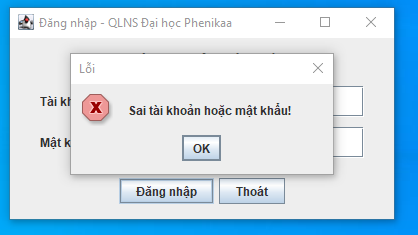 Đăng nhập - QLNS Đại học Phenikaa
Lỗi
Tài
Sai tài khoản hoặc mật khẩu!
Mật
OK
Đăng nhập
Thoát